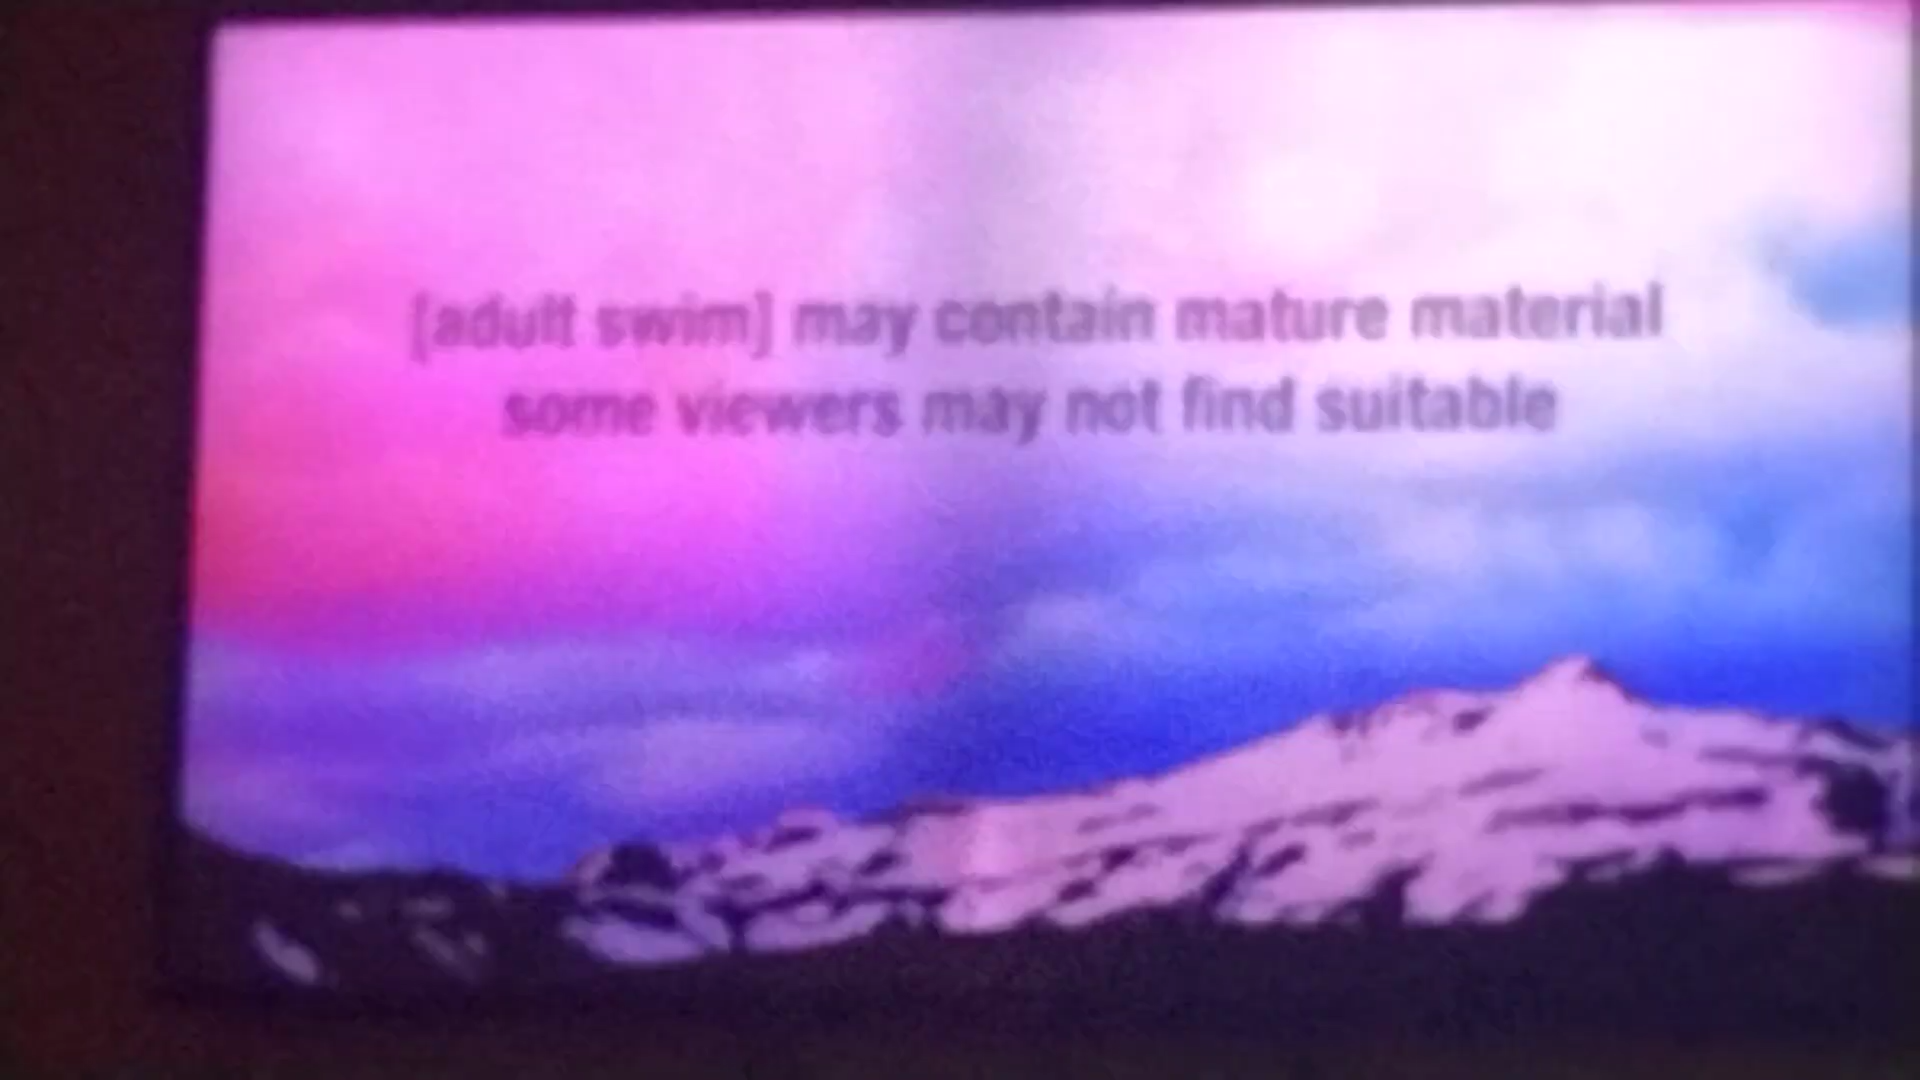 [adult swim] may contain mature material
some viewers may not find suitable